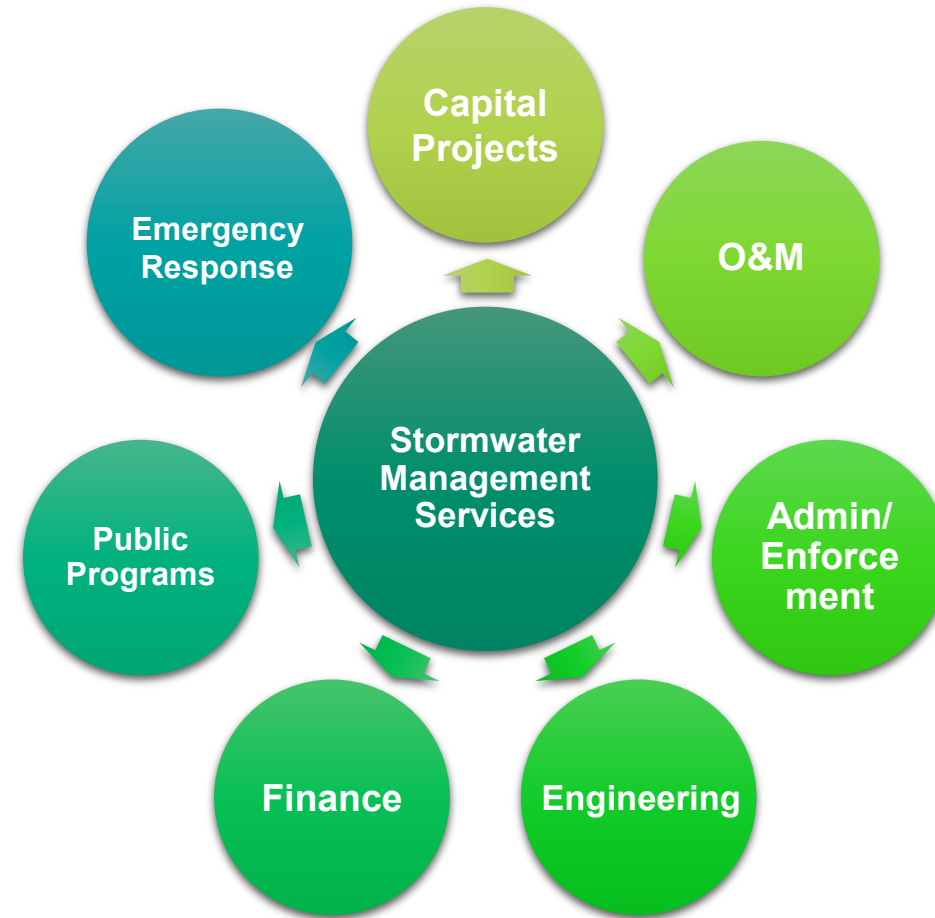 Capital
Projects
O&M
Admin/
Enforce
ment
Engineering
Finance
Public
Programs
Emergency
Response
Stormwater
Management
Services